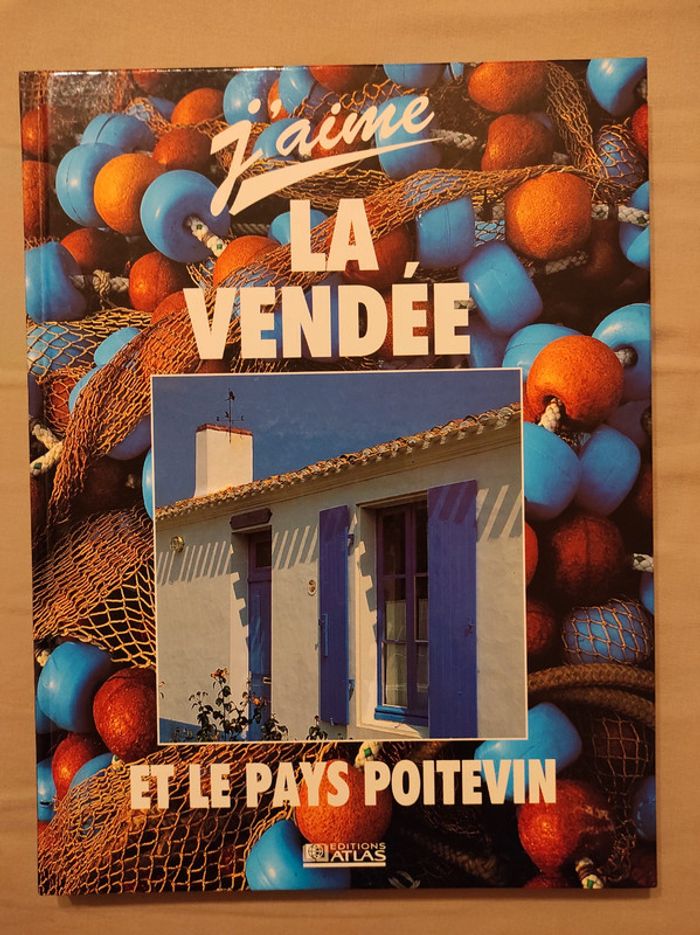 j'aime
LA
VENDÉE
ET LE PAYS POITEVIN
EDITIONS
ATLAS